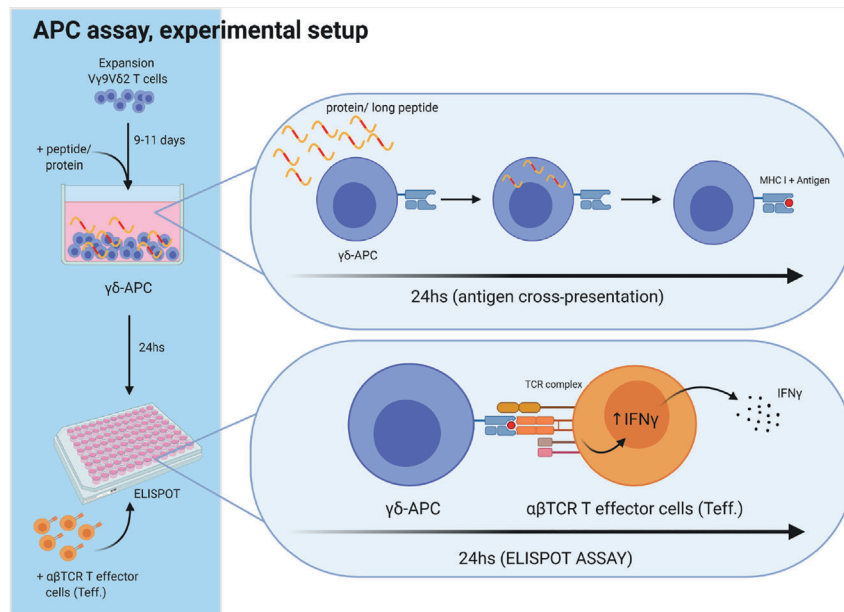 APC assay, experimental setup
Expansion
Vγ9Vδ2 T cells
9-11 days
+ peptide/
protein
γδ-APC
24hs
ELISPOT
+ αβTCR T effector
cells (Teff.)
protein/ long peptide
MHC I + Antigen
γδ-APC
24hs (antigen cross-presentation)
TCR complex
↑ IFNγ
IFNγ
γδ-APC
αβTCR T effector cells (Teff.)
24hs (ELISPOT ASSAY)